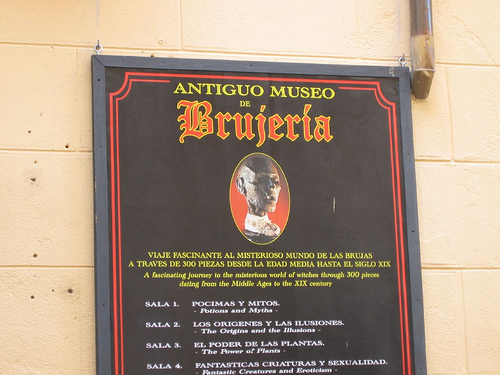 ANTIGUO MUSEO
DE
Brujería
VIAJE FASCINANTE AL MISTERIOSO MUNDO DE LAS BRUJAS
A TRAVES DE 300 PIEZAS DESDE LA EDAD MEDIA HASTA EL SIGLO XIX
A fascinating journey to the misterious world of witches through 300 pieces
dating from the Middle Ages to the XIX century
SALA 1. POCIMAS Y MITOS.
- Potions and Myths -
SALA 2. LOS ORIGENES Y LAS ILUSIONES.
- The Origins and the Illusions -
SALA 3. EL PODER DE LAS PLANTAS.
- The Power of Plants -
SALA 4. FANTASTICAS CRIATURAS Y SEXUALIDAD.
- Fantastic Creatures and Eroticism -